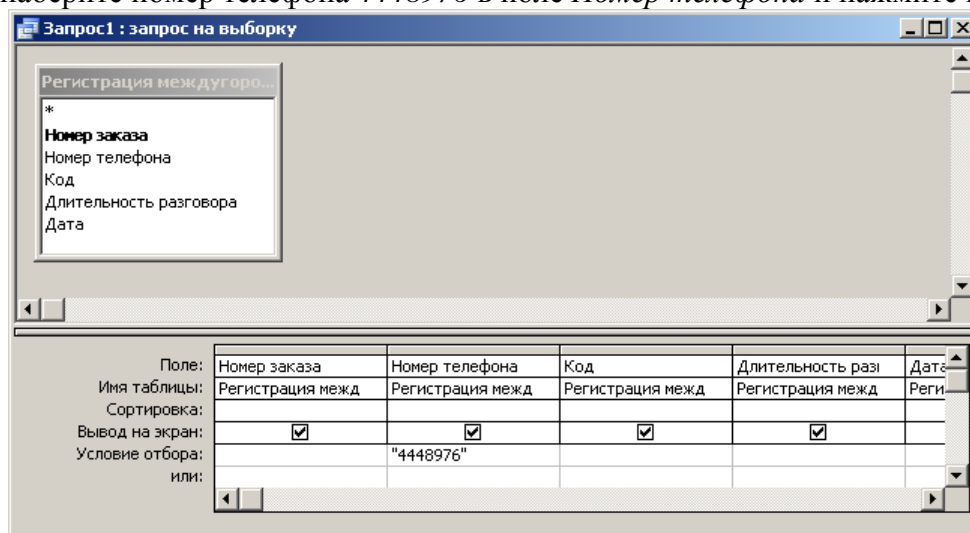 наберите номер телефона 4448976 в поле Номер телефона и нажмите
Запрос1 : запрос на выборку
Регистрация междугоро...
*
Номер заказа
Номер телефона
Код
Длительность разговора
Дата
Поле: Номер заказа Номер телефона Код Длительность разі Дата
Имя таблицы: Регистрация межд Регистрация межд Регистрация межд Регистрация межд Реги
Сортировка:
Вывод на экран:
Условие отбора: "4448976"
или: